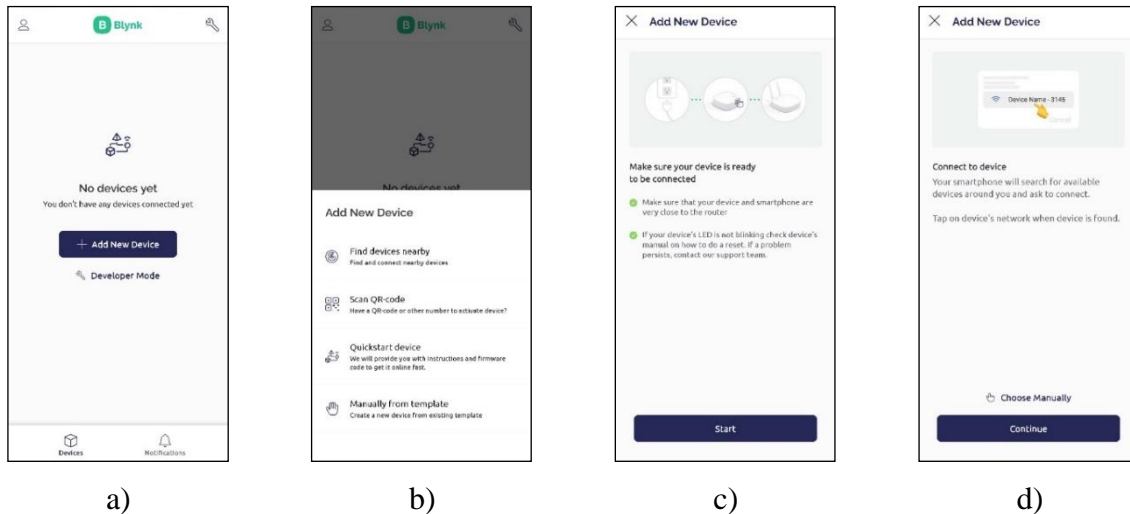 Blynk
No devices yet
You don't have any devices connected yet
+ Add New Device
Developer Mode
Devices
Notifications
a)
Blynk
No devices yet
Add New Device
Find devices nearby
Find and connect nearby devices
Scan QR-code
Have a QR-code or other number to activate device?
Quickstart device
We will provide you with instructions and firmware
code to get it online fast.
Manually from template
Create a new device from existing template
b)
Add New Device
Make sure your device is ready
to be connected
Make sure that your device and smartphone are
very close to the router
If your device's LED is not blinking check device's
manual on how to do a reset. If a problem
persists, contact our support team.
Start
c)
Add New Device
Device Name - 3146
Cancel
Connect to device
Your smartphone will search for available
devices around you and ask to connect.
Tap on device's network when device is found.
Choose Manually
Continue
d)